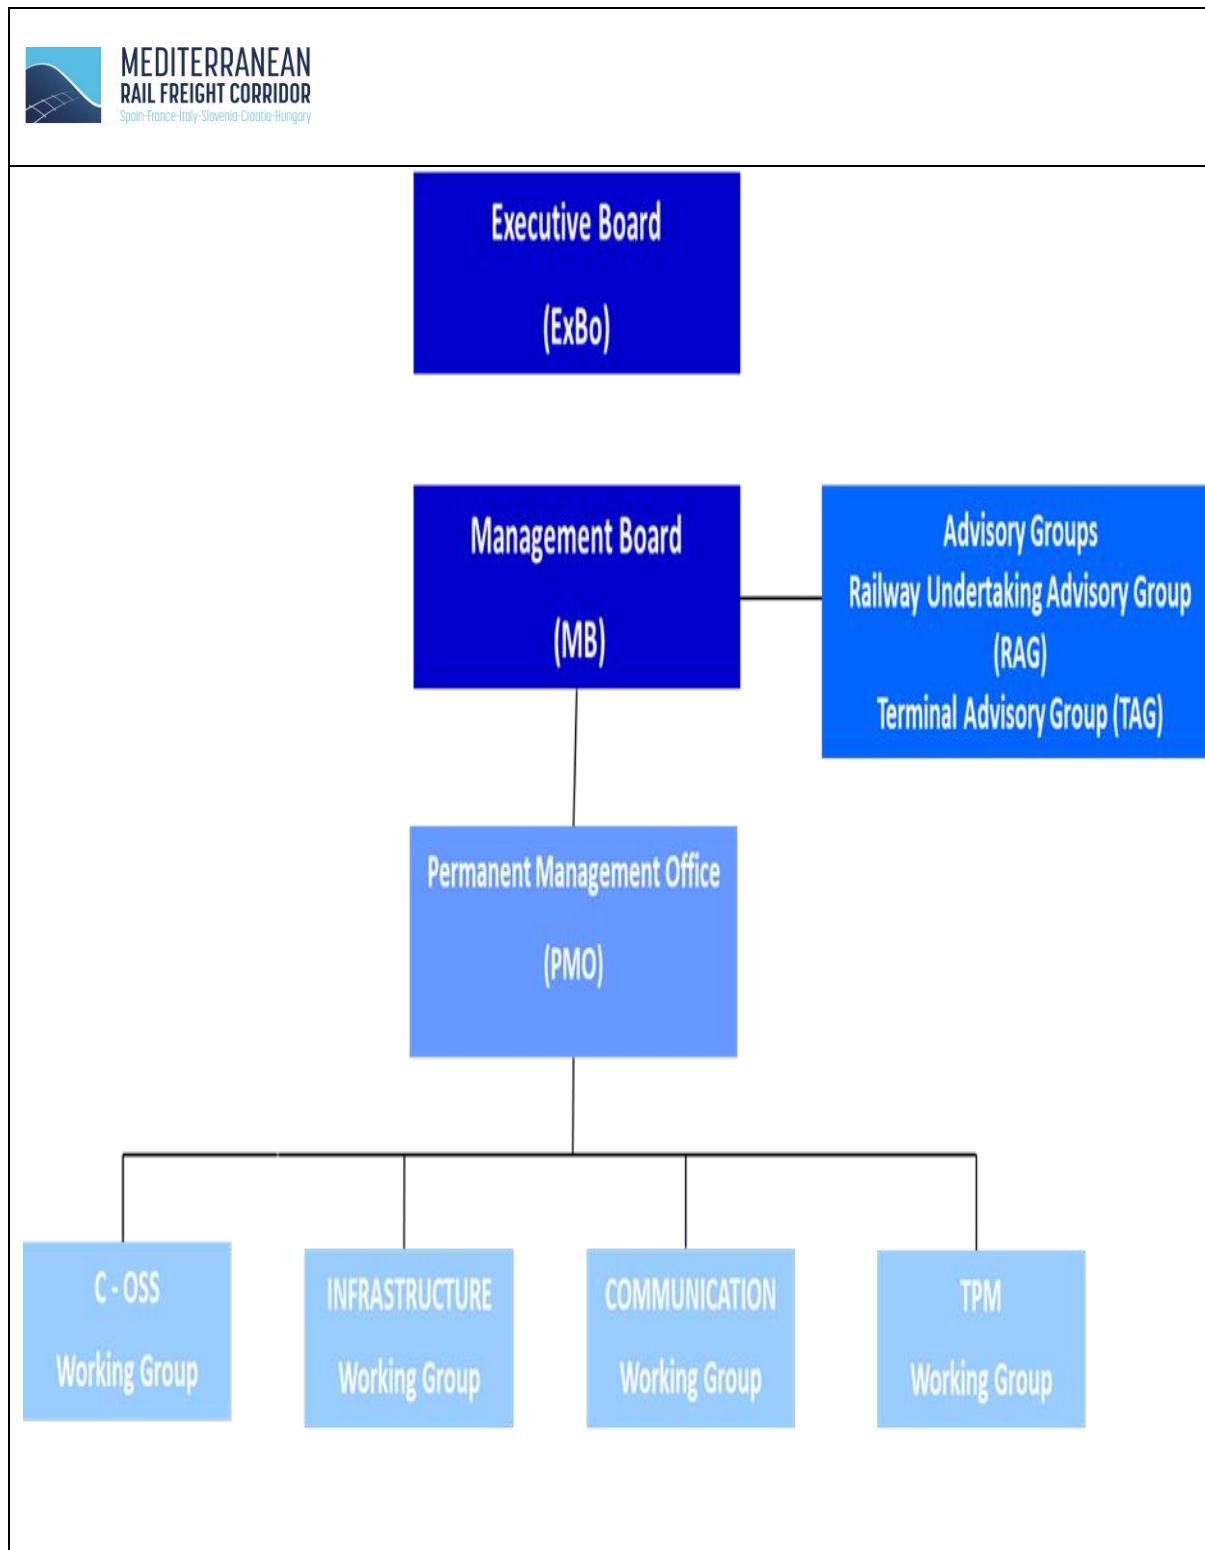 MEDITERRANEAN
RAIL FREIGHT CORRIDOR
Spain-France-Italy-Slovenia-Croatia-Hungary
Executive Board
(ExBo)
Management Board
(MB)
Advisory Groups
Railway Undertaking Advisory Group
(RAG)
Terminal Advisory Group (TAG)
Permanent Management Office
(PMO)
C - OSS
Working Group
INFRASTRUCTURE
Working Group
COMMUNICATION
Working Group
TPM
Working Group